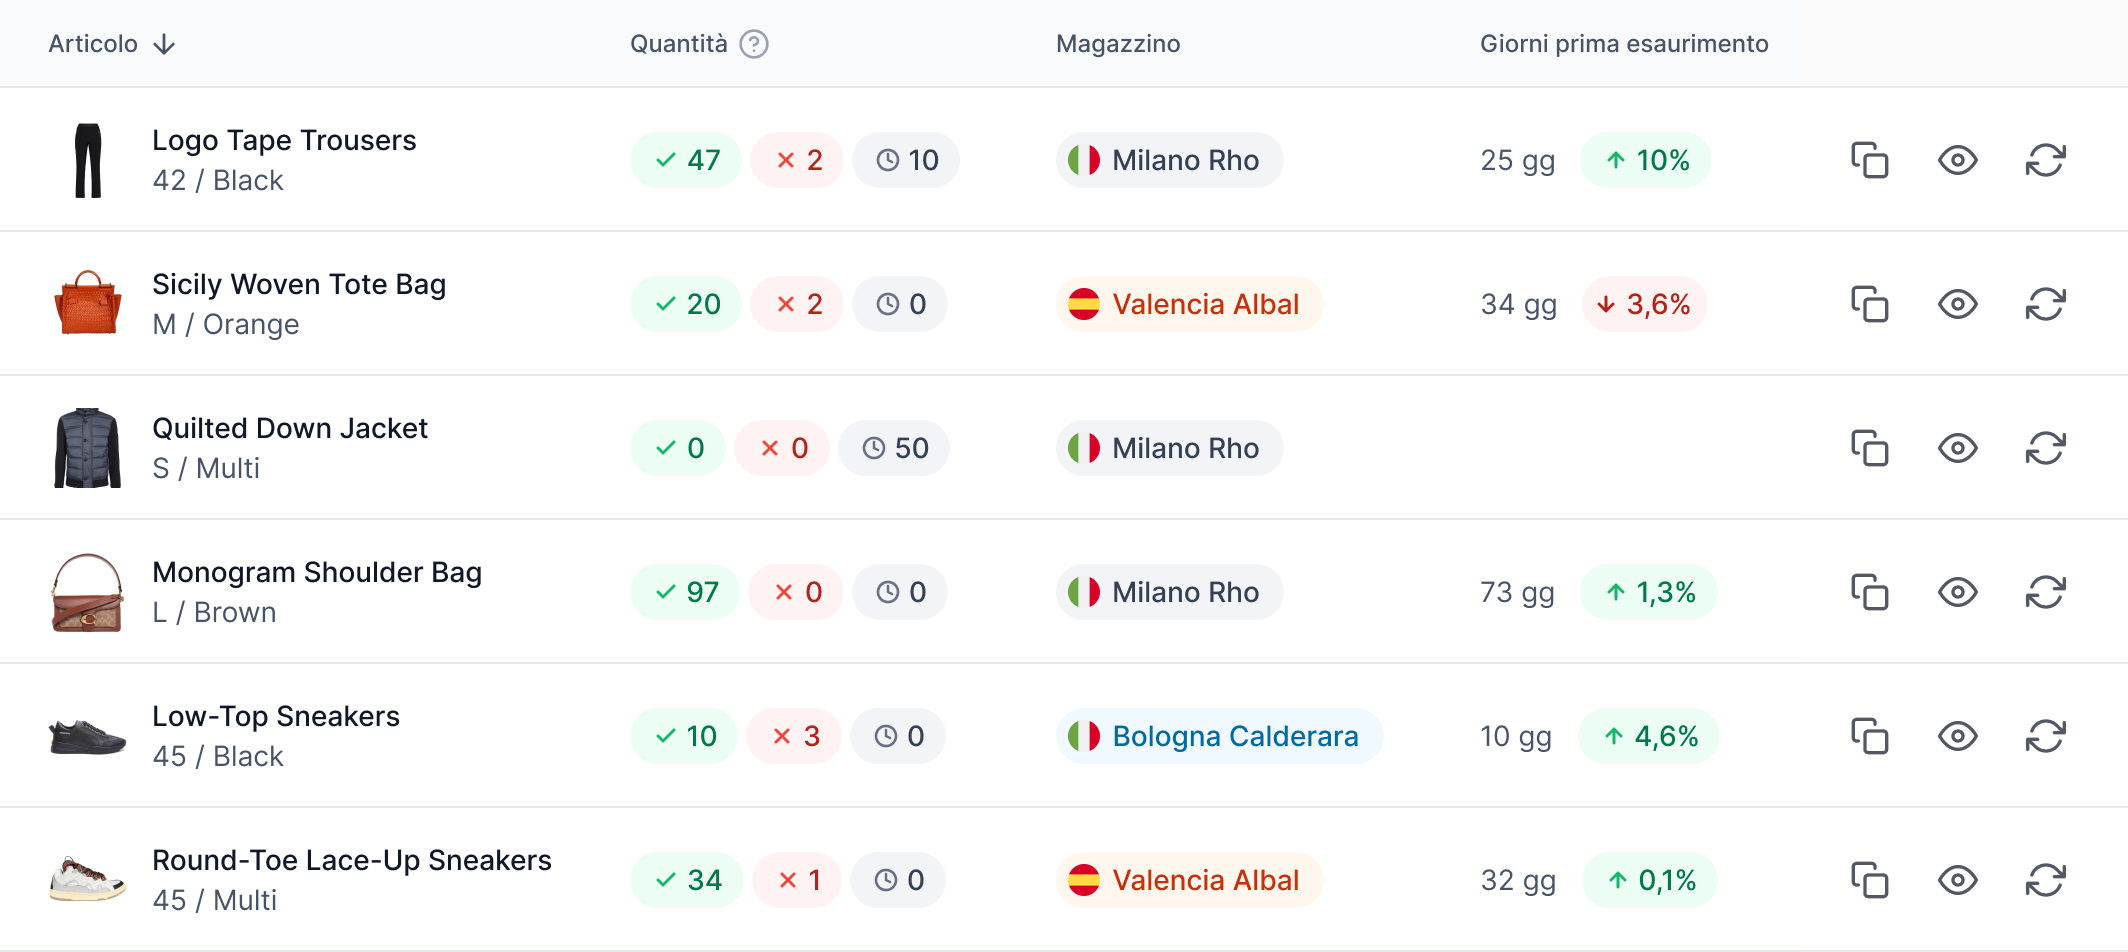 Articolo
Quantità
Magazzino
Giorni prima esaurimento
Logo Tape Trousers
42 / Black
47
2
10
Milano Rho
25 gg
10%
Sicily Woven Tote Bag
M / Orange
20
2
0
Valencia Albal
34 gg
3,6%
Quilted Down Jacket
S / Multi
0
0
50
Milano Rho
Monogram Shoulder Bag
L / Brown
97
0
0
Milano Rho
73 gg
1,3%
Low-Top Sneakers
45 / Black
10
3
0
Bologna Calderara
10 gg
4,6%
Round-Toe Lace-Up Sneakers
45 / Multi
34
1
0
Valencia Albal
32 gg
0,1%